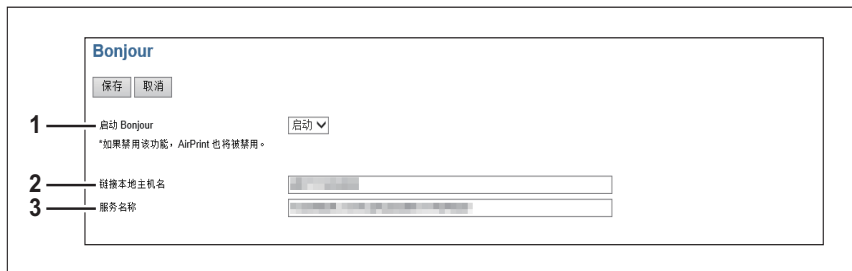 Bonjour
保存 取消
1 启动 Bonjour 启动
*如果禁用该功能，AirPrint 也将被禁用。
2 链接本地主机名
3 服务名称